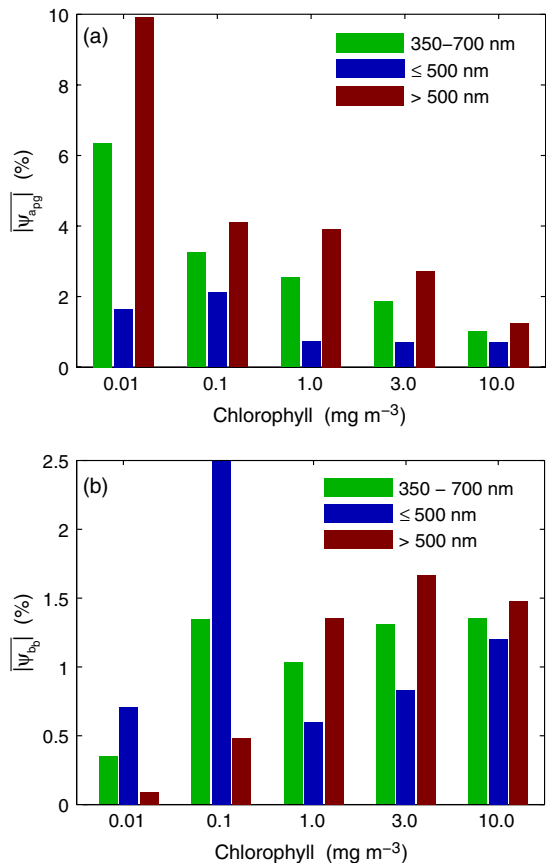 (a)
350–700 nm
≤ 500 nm
> 500 nm
10
8
6
4
2
0
|ψapg| (%)
0.01 0.1 1.0 3.0 10.0
Chlorophyll (mg m⁻³)
(b)
350 – 700 nm
≤ 500 nm
> 500 nm
2.5
2
1.5
1
0.5
0
|ψbb| (%)
0.01 0.1 1.0 3.0 10.0
Chlorophyll (mg m⁻³)